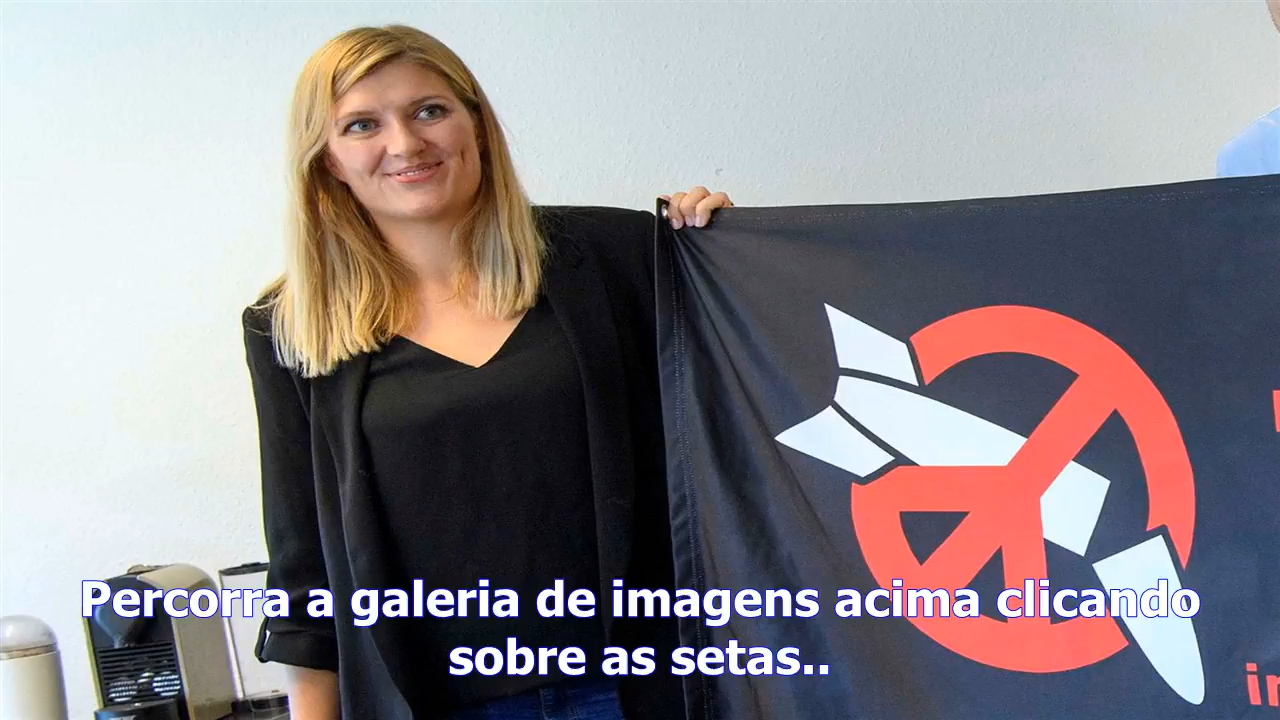 Percorra a galeria de imagens acima clicando
sobre as setas..